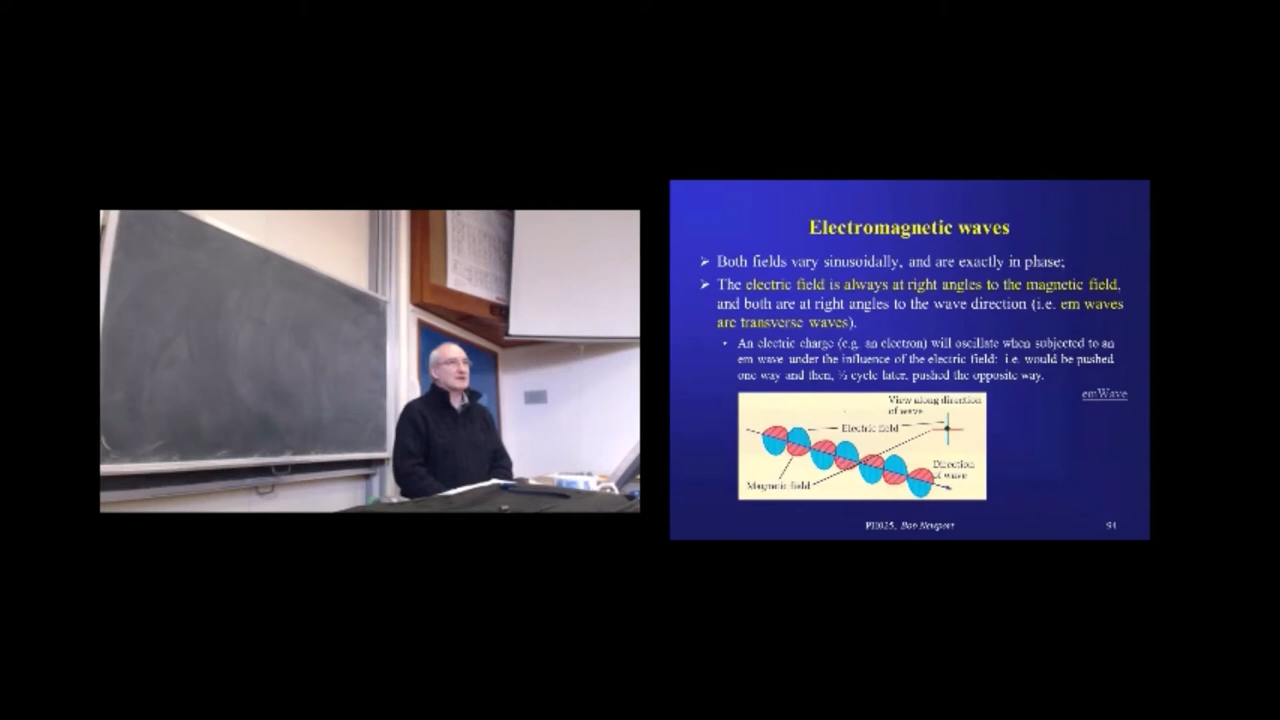 Electromagnetic waves
➢ Both fields vary sinusoidally, and are exactly in phase;
➢ The electric field is always at right angles to the magnetic field,
and both are at right angles to the wave direction (i.e. em waves
are transverse waves).
• An electric charge (e.g. an electron) will oscillate when subjected to an
em wave under the influence of the electric field: i.e. would be pushed
one way and then, ½ cycle later, pushed the opposite way.
emWave
View along direction
of wave
Electric field
Direction
of wave
Magnetic field
PH025, Bob Newport
94